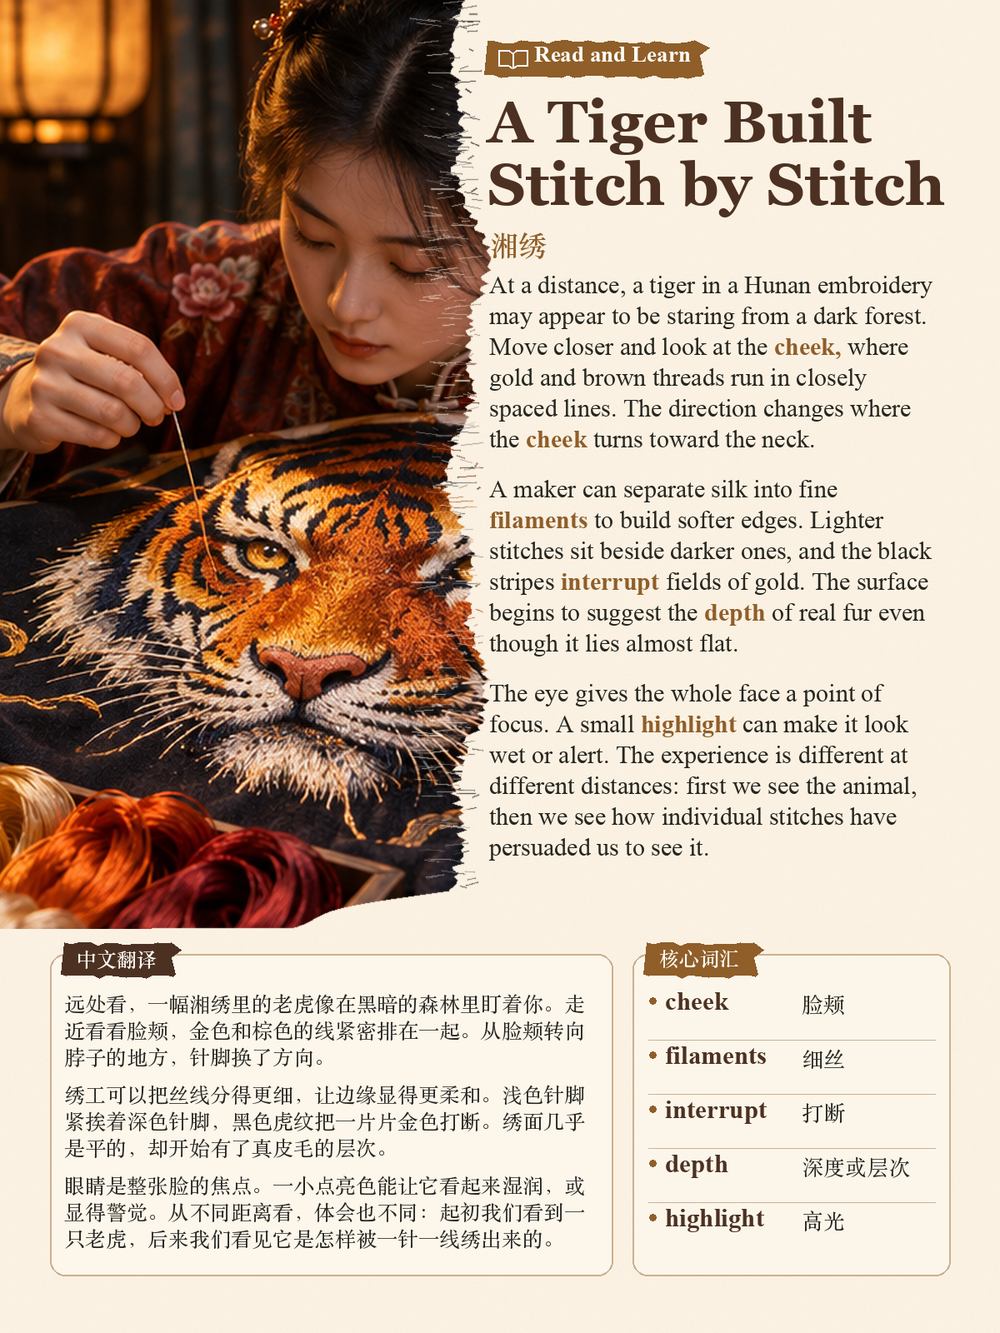 Read and Learn
A Tiger Built
Stitch by Stitch
湘绣
At a distance, a tiger in a Hunan embroidery
may appear to be staring from a dark forest.
Move closer and look at the cheek, where
gold and brown threads run in closely
spaced lines. The direction changes where
the cheek turns toward the neck.
A maker can separate silk into fine
filaments to build softer edges. Lighter
stitches sit beside darker ones, and the black
stripes interrupt fields of gold. The surface
begins to suggest the depth of real fur even
though it lies almost flat.
The eye gives the whole face a point of
focus. A small highlight can make it look
wet or alert. The experience is different at
different distances: first we see the animal,
then we see how individual stitches have
persuaded us to see it.
中文翻译
远处看，一幅湘绣里的老虎像在黑暗的森林里盯着你。走
近看看脸颊，金色和棕色的线紧密排在一起。从脸颊转向
脖子的地方，针脚换了方向。
绣工可以把丝线分得更细，让边缘显得更柔和。浅色针脚
紧挨着深色针脚，黑色虎纹把一片片金色打断。绣面几乎
是平的，却开始有了真皮毛的层次。
眼睛是整张脸的焦点。一小点亮色能让它看起来湿润，或
显得警觉。从不同距离看，体会也不同：起初我们看到一
只老虎，后来我们看见它是怎样被一针一线绣出来的。
核心词汇
• cheek 脸颊
• filaments 细丝
• interrupt 打断
• depth 深度或层次
• highlight 高光